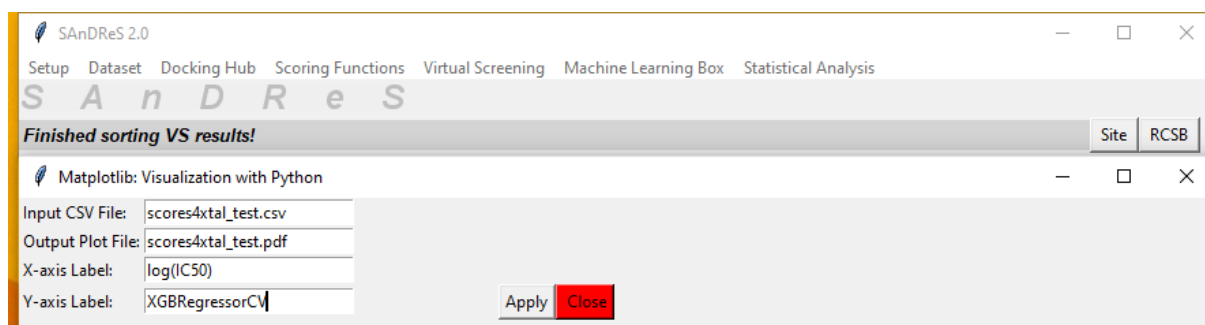 SAnDReS 2.0
Setup Dataset Docking Hub Scoring Functions Virtual Screening Machine Learning Box Statistical Analysis
S A n D R e S
Finished sorting VS results! Site RCSB
Matplotlib: Visualization with Python
Input CSV File: scores4xtal_test.csv
Output Plot File: scores4xtal_test.pdf
X-axis Label: log(IC50)
Y-axis Label: XGBRegressorCV Apply Close